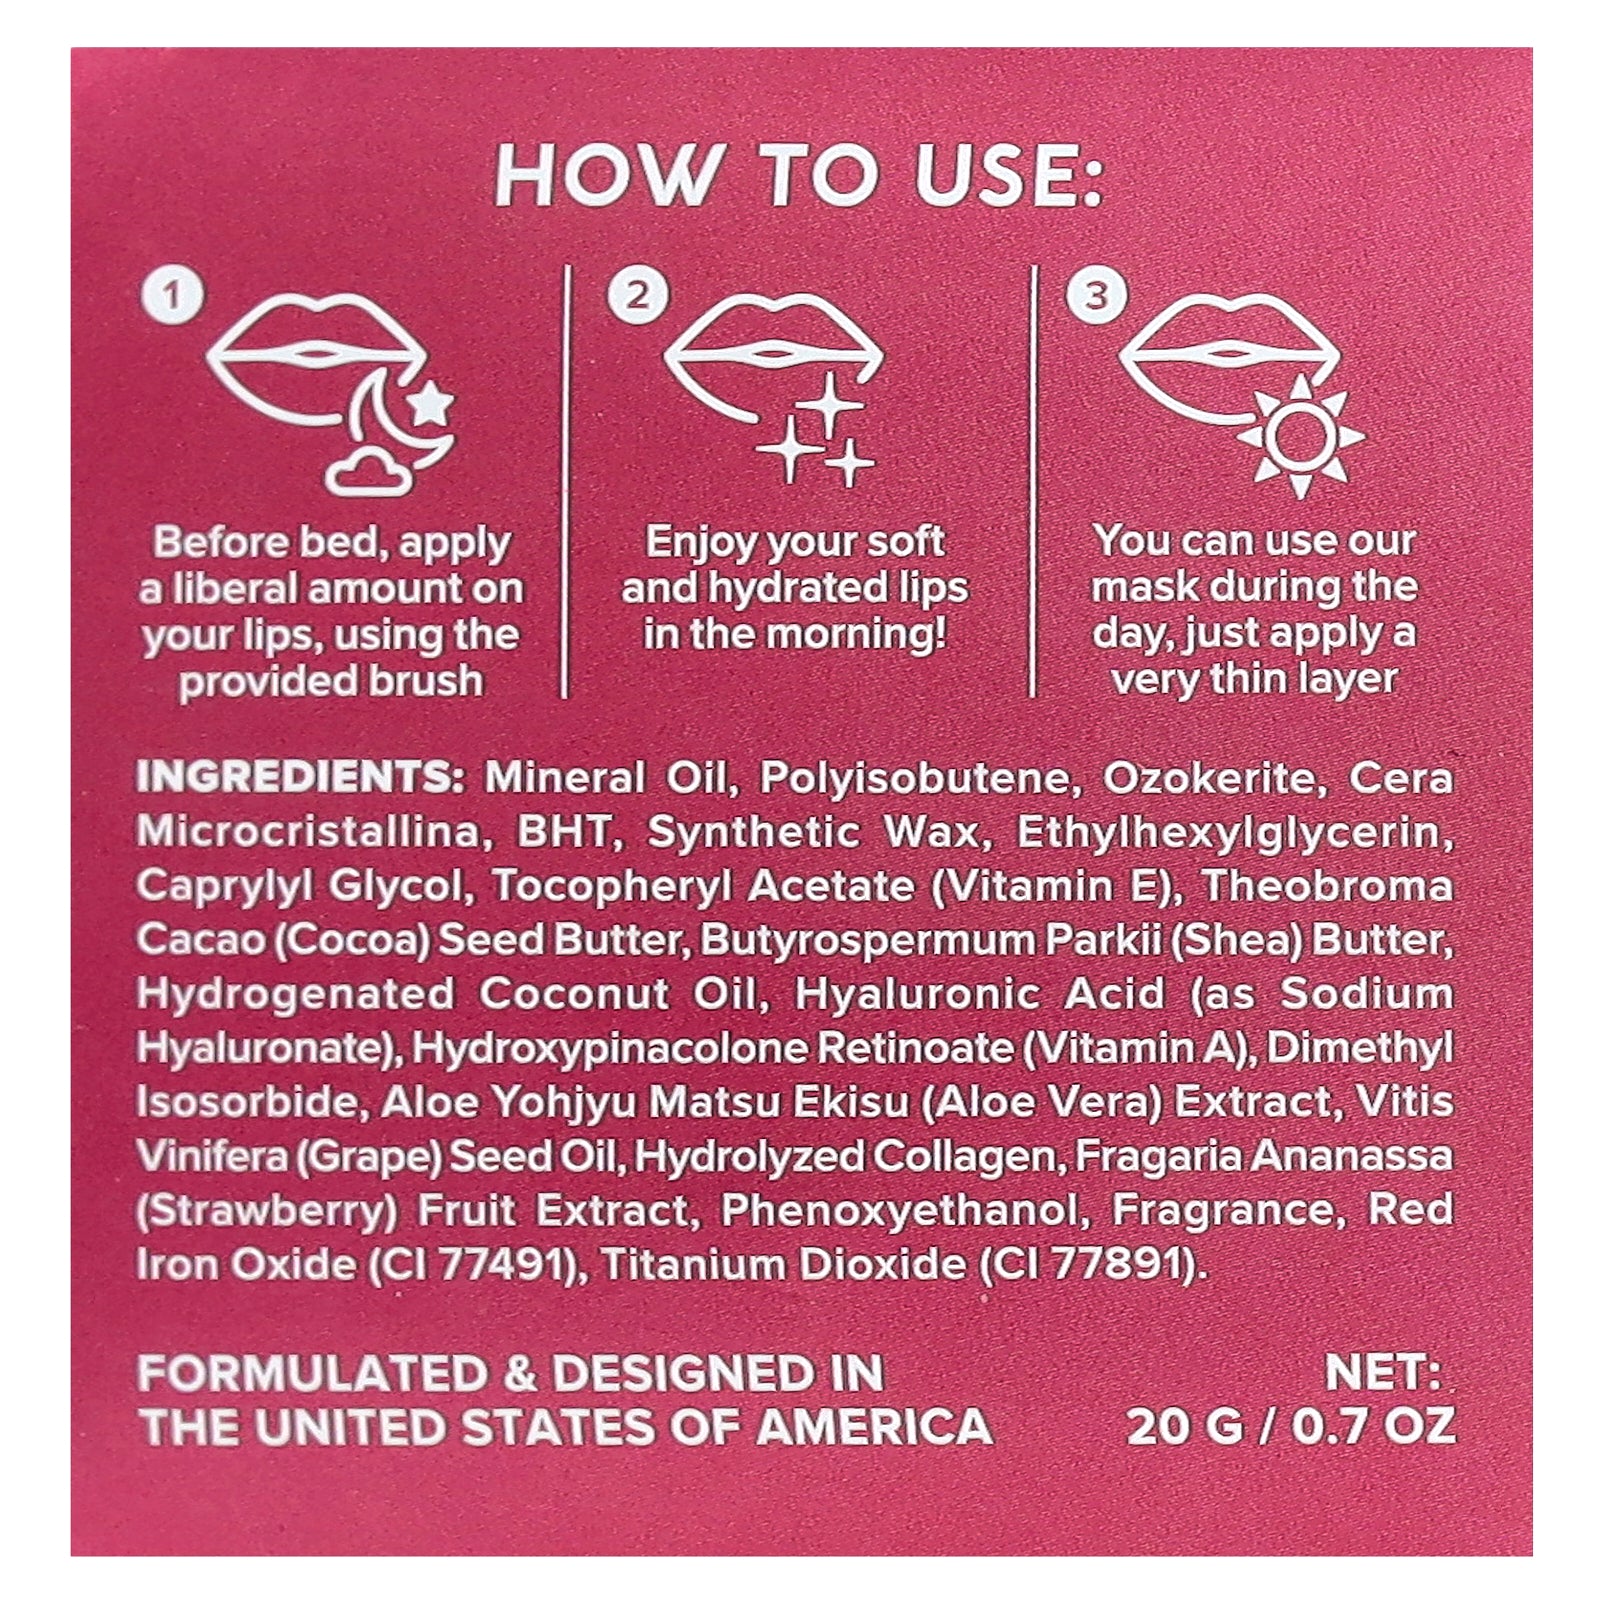 HOW TO USE:
1
Before bed, apply
a liberal amount on
your lips, using the
provided brush
2
Enjoy your soft
and hydrated lips
in the morning!
3
You can use our
mask during the
day, just apply a
very thin layer
INGREDIENTS: Mineral Oil, Polyisobutene, Ozokerite, Cera
Microcristallina, BHT, Synthetic Wax, Ethylhexylglycerin,
Caprylyl Glycol, Tocopheryl Acetate (Vitamin E), Theobroma
Cacao (Cocoa) Seed Butter, Butyrospermum Parkii (Shea) Butter,
Hydrogenated Coconut Oil, Hyaluronic Acid (as Sodium
Hyaluronate), Hydroxypinacolone Retinoate (Vitamin A), Dimethyl
Isosorbide, Aloe Yohjyu Matsu Ekisu (Aloe Vera) Extract, Vitis
Vinifera (Grape) Seed Oil, Hydrolyzed Collagen, Fragaria Ananassa
(Strawberry) Fruit Extract, Phenoxyethanol, Fragrance, Red
Iron Oxide (CI 77491), Titanium Dioxide (CI 77891).
FORMULATED & DESIGNED IN
THE UNITED STATES OF AMERICA
NET:
20 G / 0.7 OZ